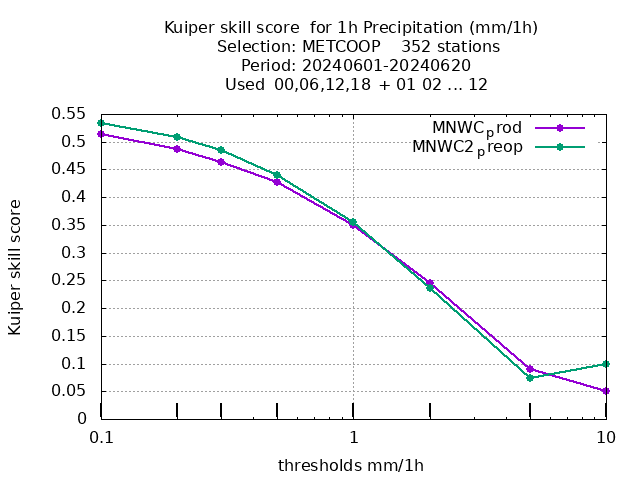 Kuiper skill score  for 1h Precipitation (mm/1h)
Selection: METCOOP    352 stations
Period: 20240601-20240620
Used  00,06,12,18  + 01 02 ... 12
MNWCprod
MNWC2preop
0.55
0.5
0.45
0.4
0.35
0.3
0.25
0.2
0.15
0.1
0.05
0
Kuiper skill score
0.1
1
10
thresholds mm/1h